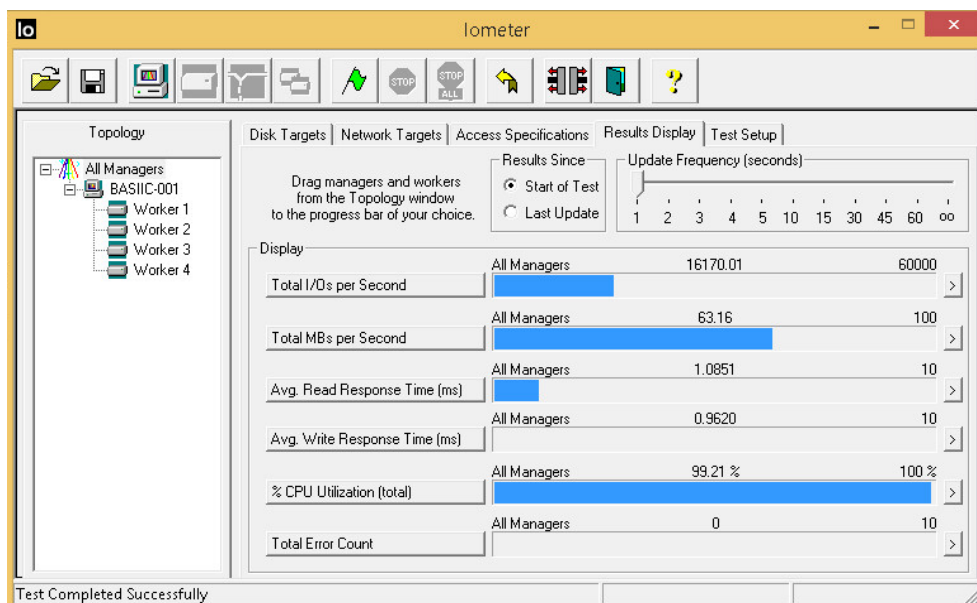 Io
Iometer
STOP
STOP ALL
?
Topology
All Managers
BASIIC-001
Worker 1
Worker 2
Worker 3
Worker 4
Disk Targets
Network Targets
Access Specifications
Results Display
Test Setup
Drag managers and workers
from the Topology window
to the progress bar of your choice.
Results Since
Start of Test
Last Update
Update Frequency (seconds)
1 2 3 4 5 10 15 30 45 60 oo
Display
All Managers 16170.01 60000
Total I/Os per Second >
All Managers 63.16 100
Total MBs per Second >
All Managers 1.0851 10
Avg. Read Response Time (ms) >
All Managers 0.9620 10
Avg. Write Response Time (ms) >
All Managers 99.21 % 100 %
% CPU Utilization (total) >
All Managers 0 10
Total Error Count >
Test Completed Successfully